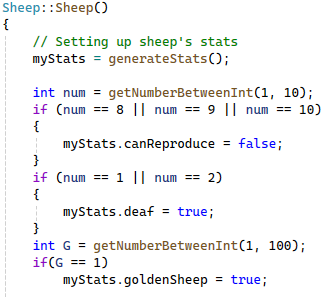 Sheep::Sheep()
{
// Setting up sheep's stats
myStats = generateStats();
int num = getNumberBetweenInt(1, 10);
if (num == 8 || num == 9 || num == 10)
{
myStats.canReproduce = false;
}
if (num == 1 || num == 2)
{
myStats.deaf = true;
}
int G = getNumberBetweenInt(1, 100);
if(G == 1)
myStats.goldenSheep = true;